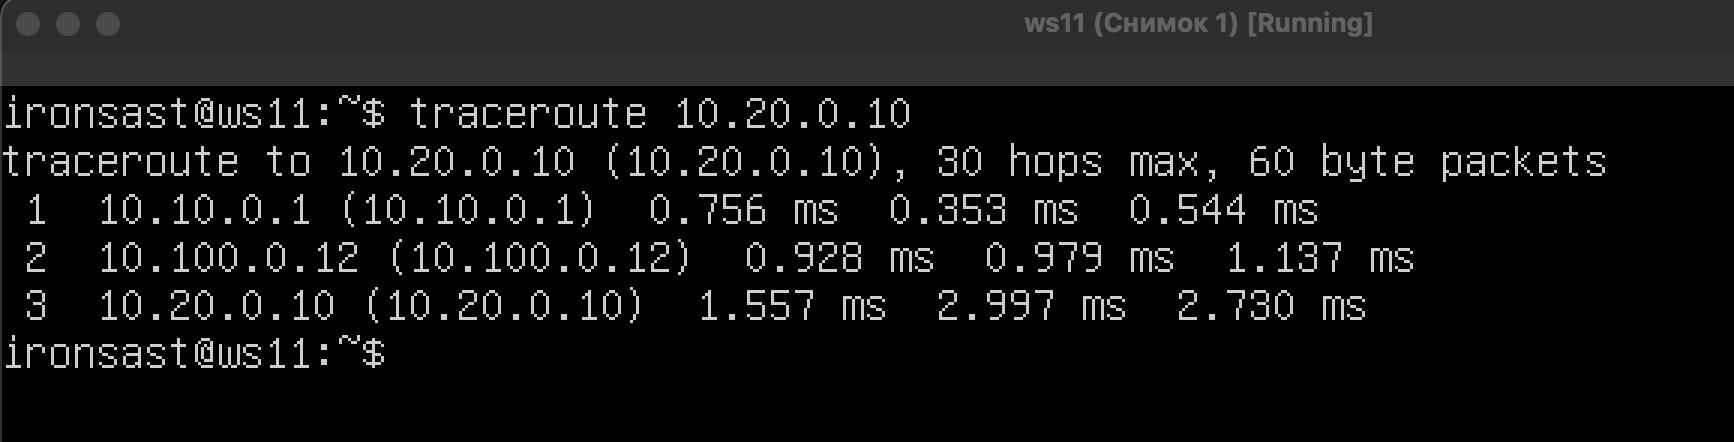 ws11 (Снимок 1) [Running]
ironsast@ws11:~$ traceroute 10.20.0.10
traceroute to 10.20.0.10 (10.20.0.10), 30 hops max, 60 byte packets
 1  10.10.0.1 (10.10.0.1)  0.756 ms  0.353 ms  0.544 ms
 2  10.100.0.12 (10.100.0.12)  0.928 ms  0.979 ms  1.137 ms
 3  10.20.0.10 (10.20.0.10)  1.557 ms  2.997 ms  2.730 ms
ironsast@ws11:~$